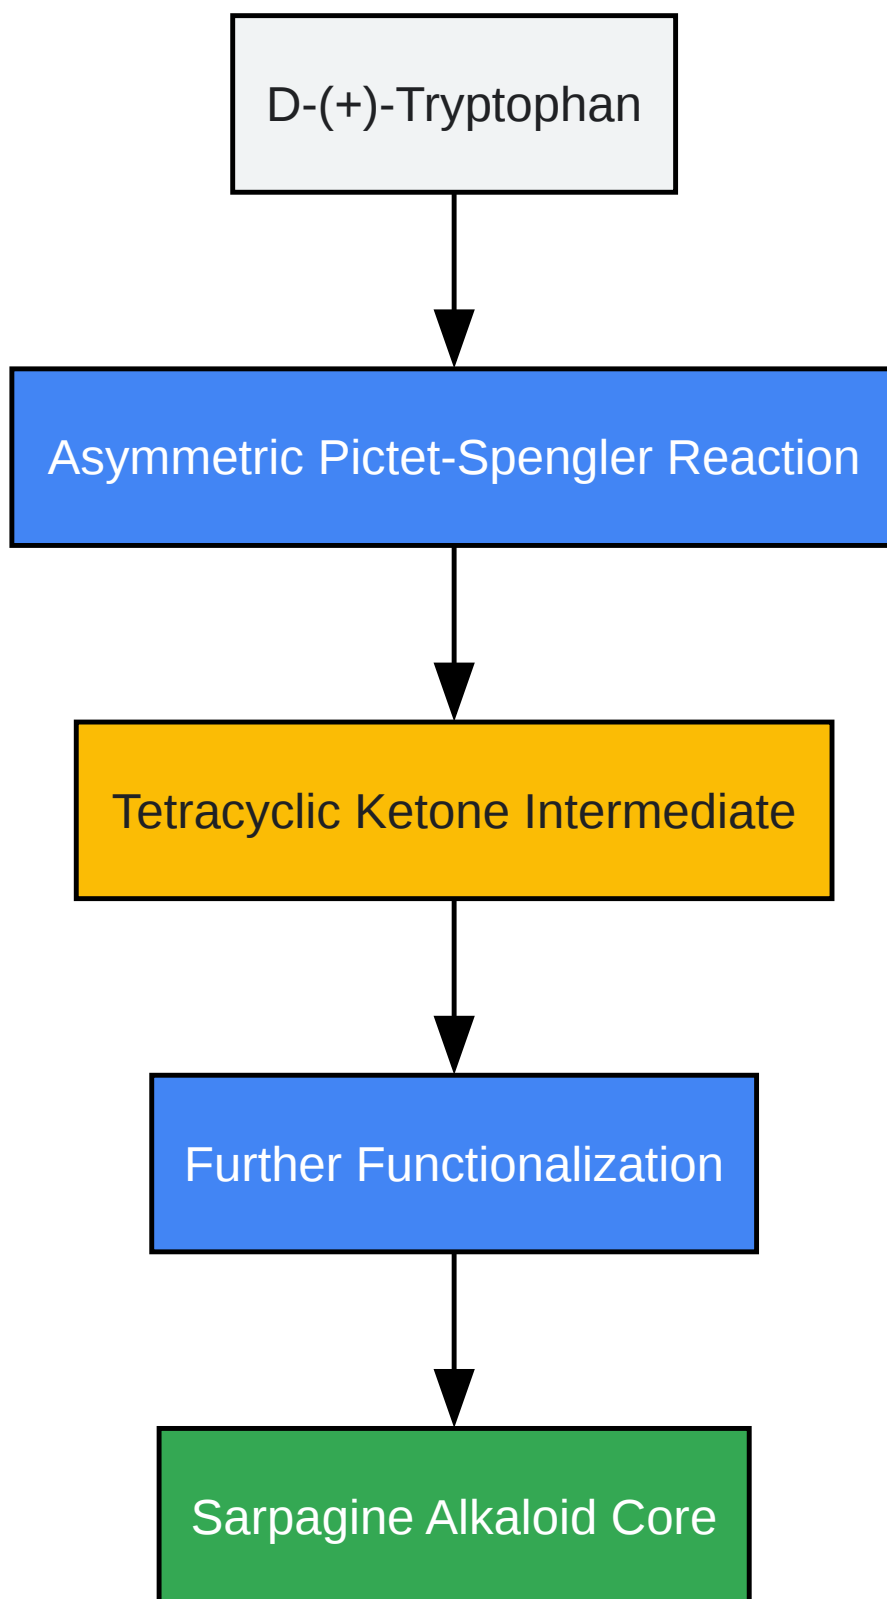 D-(+)-Tryptophan
Asymmetric Pictet-Spengler Reaction
Tetracyclic Ketone Intermediate
Further Functionalization
Sarpagine Alkaloid Core